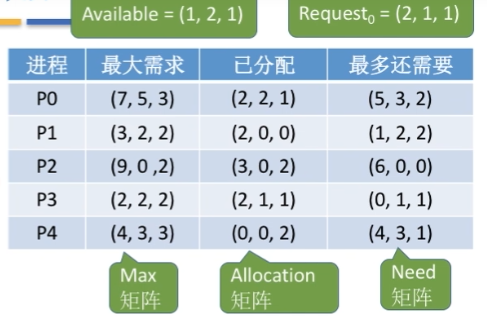 Available = (1, 2, 1)
Request₀ = (2, 1, 1)
进程 最大需求 已分配 最多还需要
P0 (7, 5, 3) (2, 2, 1) (5, 3, 2)
P1 (3, 2, 2) (2, 0, 0) (1, 2, 2)
P2 (9, 0 ,2) (3, 0, 2) (6, 0, 0)
P3 (2, 2, 2) (2, 1, 1) (0, 1, 1)
P4 (4, 3, 3) (0, 0, 2) (4, 3, 1)
Max
矩阵
Allocation
矩阵
Need
矩阵